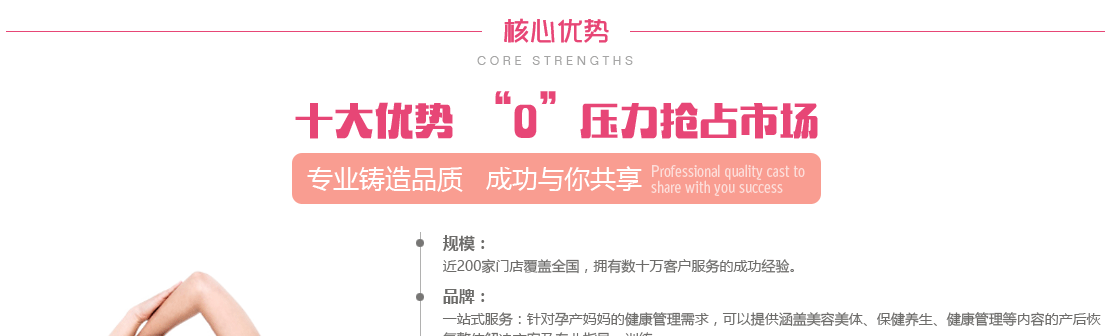 核心优势
CORE STRENGTHS
十大优势 “0”压力抢占市场
专业铸造品质 成功与你共享
Professional quality cast to
share with you success
规模：
近200家门店覆盖全国，拥有数十万客户服务的成功经验。
品牌：
一站式服务：针对孕产妈妈的健康管理需求，可以提供涵盖美容美体、保健养生、健康管理等内容的产后恢